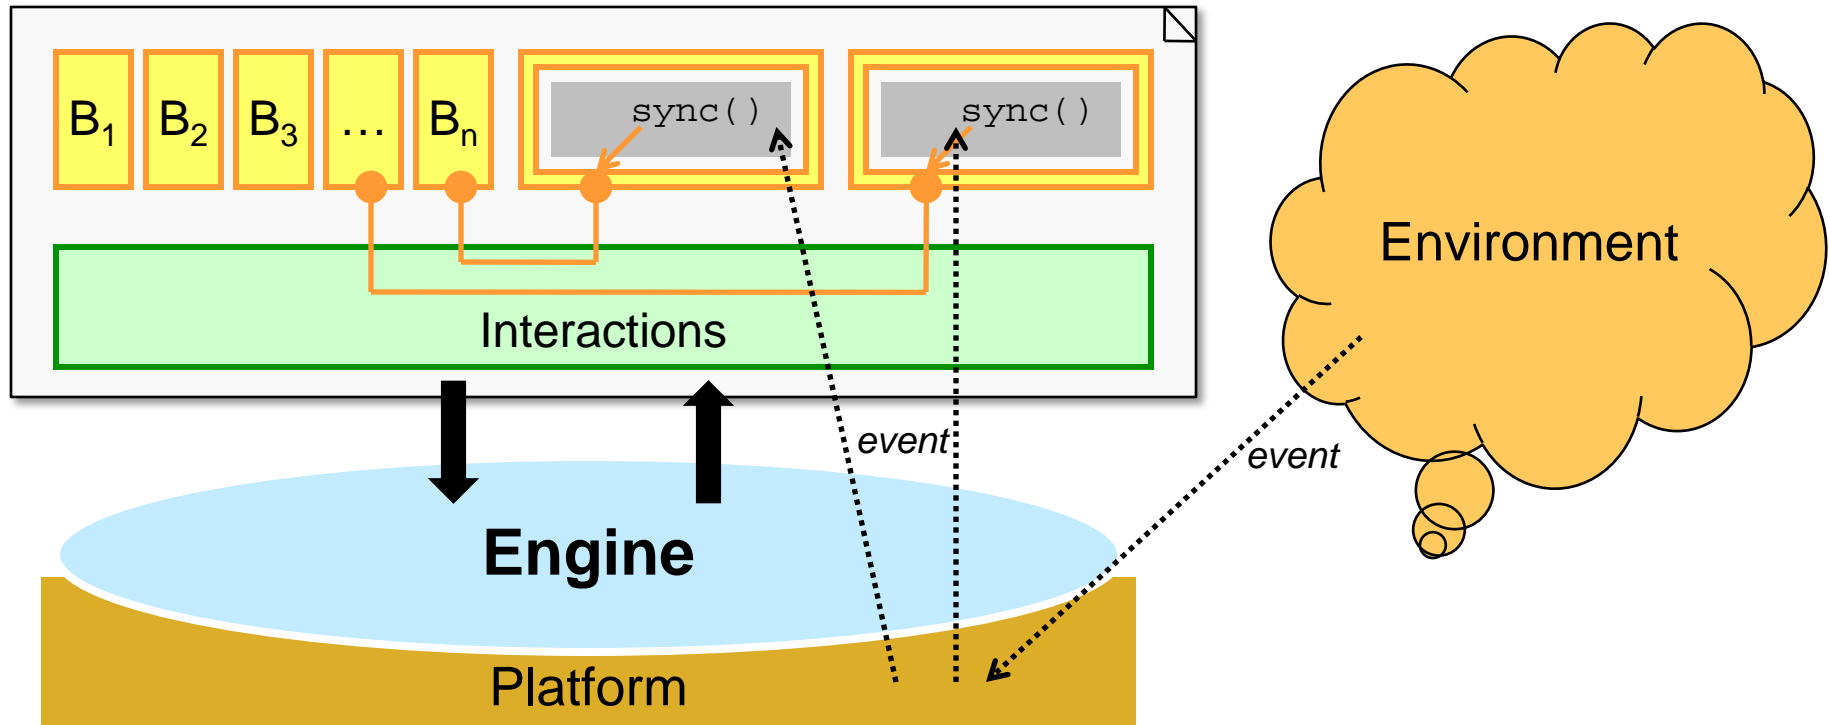 B1 B2 B3 ... Bn sync() sync()
Environment
Interactions
event
event
Engine
Platform